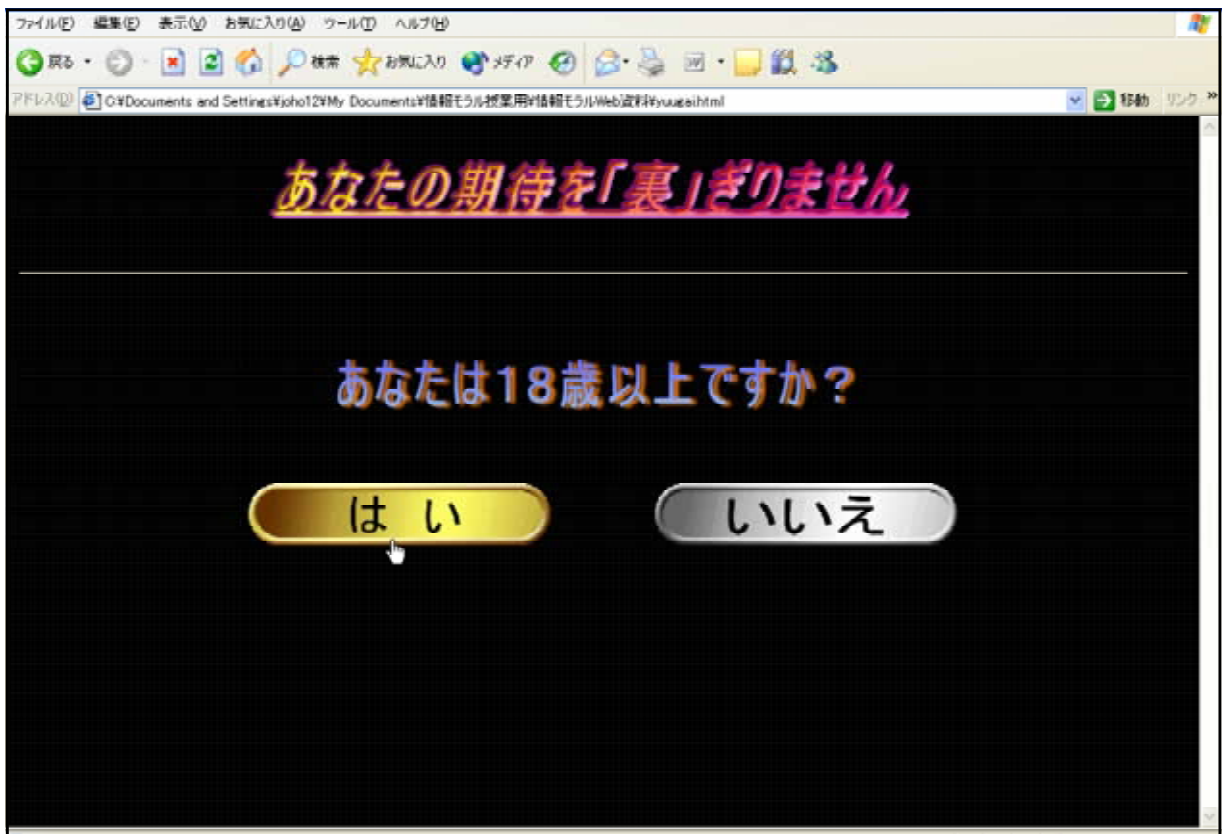 ファイル(F) 編集(E) 表示(V) お気に入り(A) ツール(T) ヘルプ(H)
戻る 検索 お気に入り メディア
アドレス(D) C:¥Documents and Settings¥joho12¥My Documents¥情報モラル授業用¥情報モラルWeb資料¥yuugaihtml 移動 リンク »
あなたの期待を「裏」ぎりません
あなたは18歳以上ですか？
は い いいえ